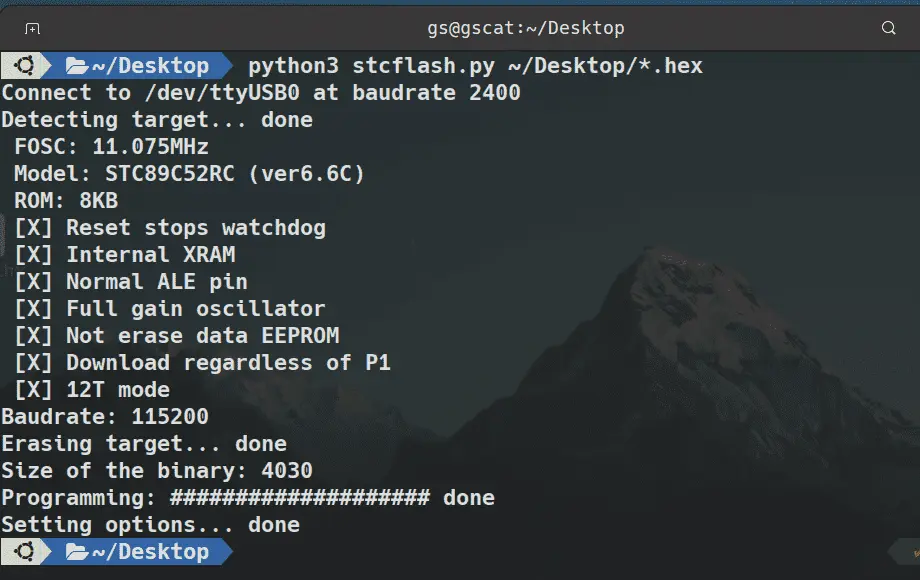 gs@gscat:~/Desktop
~/Desktop python3 stcflash.py ~/Desktop/*.hex
Connect to /dev/ttyUSB0 at baudrate 2400
Detecting target... done
FOSC: 11.075MHz
Model: STC89C52RC (ver6.6C)
ROM: 8KB
[X] Reset stops watchdog
[X] Internal XRAM
[X] Normal ALE pin
[X] Full gain oscillator
[X] Not erase data EEPROM
[X] Download regardless of P1
[X] 12T mode
Baudrate: 115200
Erasing target... done
Size of the binary: 4030
Programming: #################### done
Setting options... done
~/Desktop